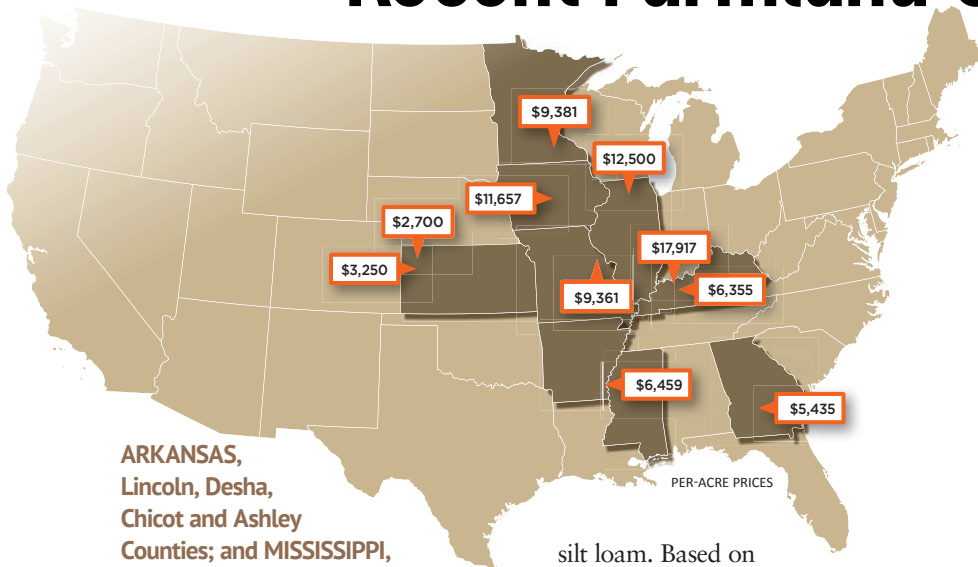 $9,381
$12,500
$11,657
$2,700
$3,250
$17,917
$9,361
$6,355
$6,459
$5,435
PER-ACRE PRICES
ARKANSAS,
Lincoln, Desha,
Chicot and Ashley
Counties; and MISSISSIPPI,
silt loam. Based on